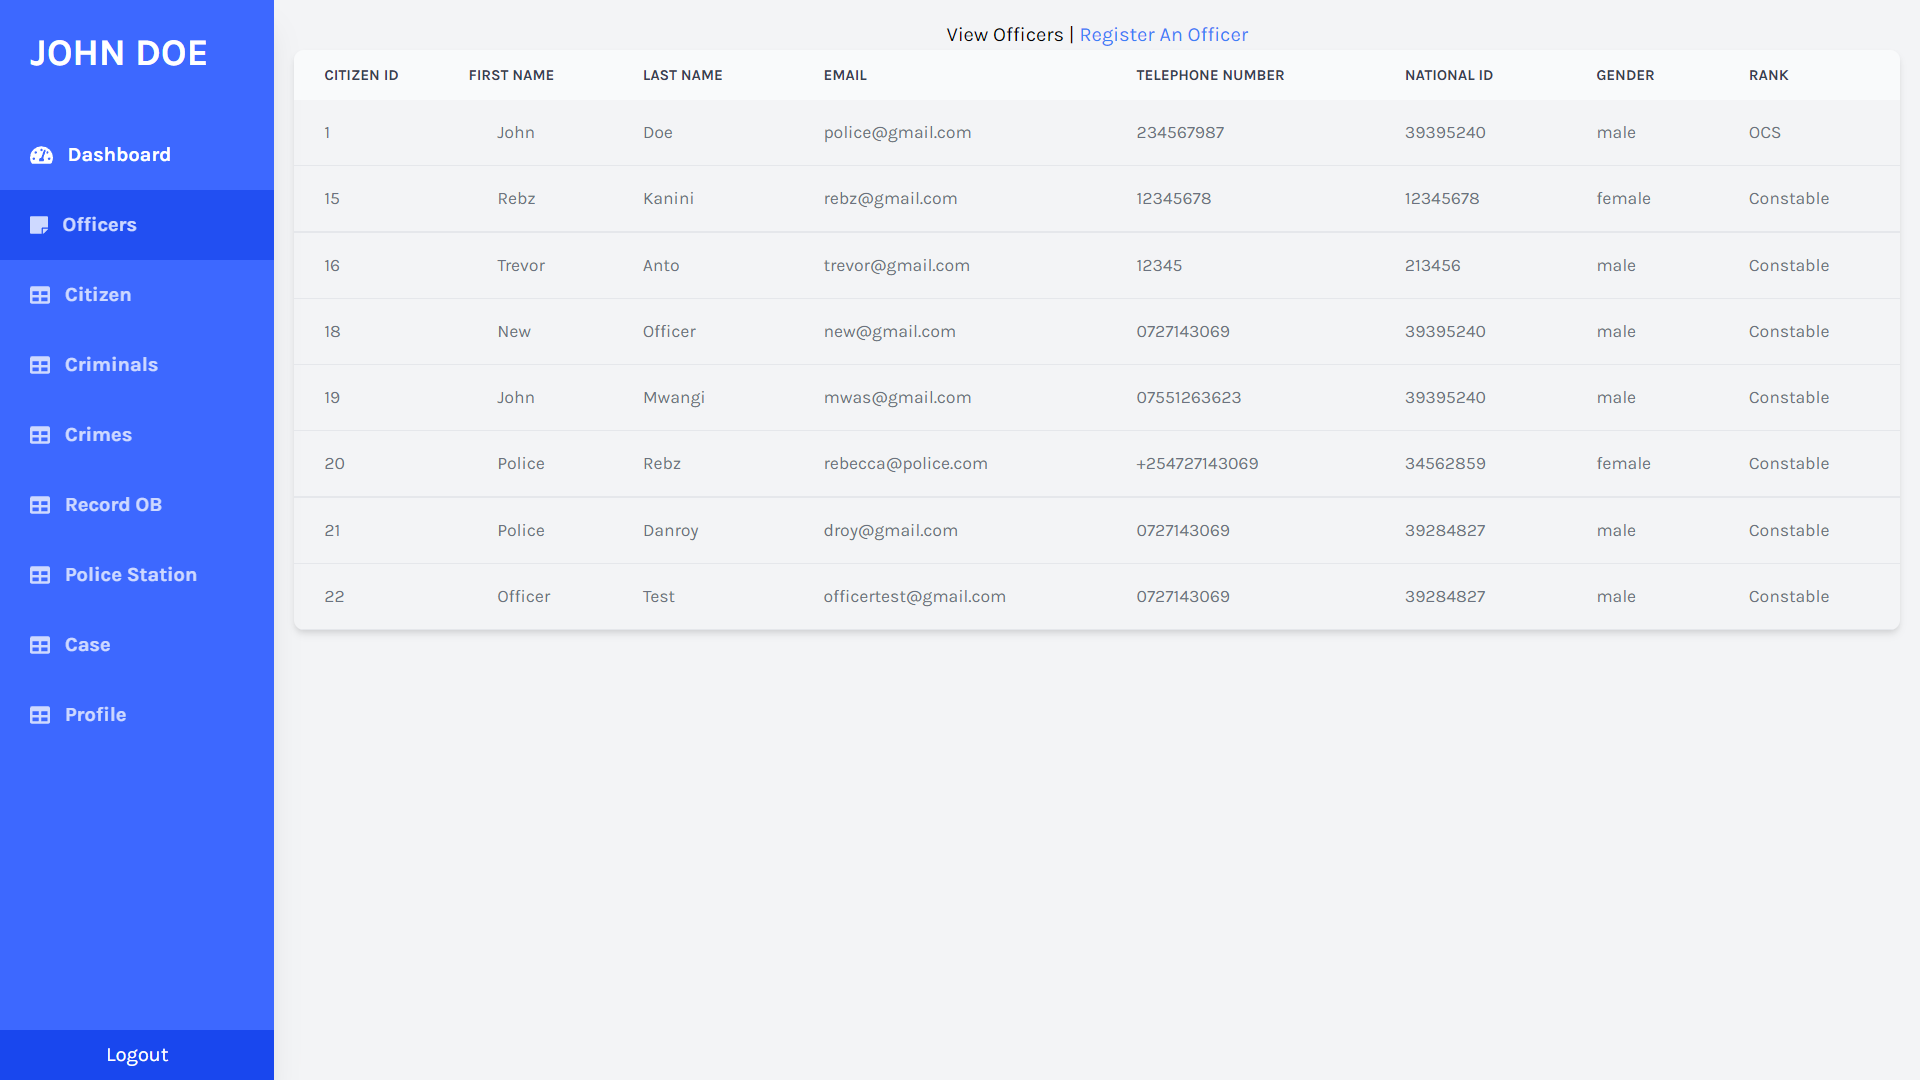 JOHN DOE
Dashboard
Officers
Citizen
Criminals
Crimes
Record OB
Police Station
Case
Profile
Logout
View Officers | Register An Officer
CITIZEN ID FIRST NAME LAST NAME EMAIL TELEPHONE NUMBER NATIONAL ID GENDER RANK
1 John Doe police@gmail.com 234567987 39395240 male OCS
15 Rebz Kanini rebz@gmail.com 12345678 12345678 female Constable
16 Trevor Anto trevor@gmail.com 12345 213456 male Constable
18 New Officer new@gmail.com 0727143069 39395240 male Constable
19 John Mwangi mwas@gmail.com 07551263623 39395240 male Constable
20 Police Rebz rebecca@police.com +254727143069 34562859 female Constable
21 Police Danroy droy@gmail.com 0727143069 39284827 male Constable
22 Officer Test officertest@gmail.com 0727143069 39284827 male Constable